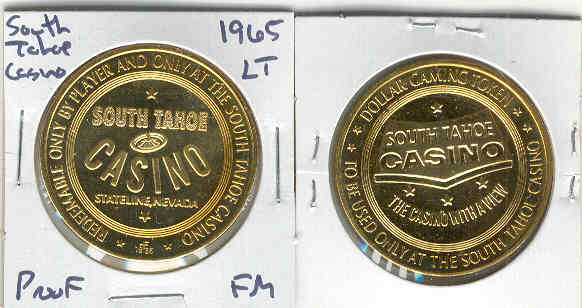 South
Tahoe
Casino
1965
LT
REDEEMABLE ONLY BY PLAYER AND ONLY AT THE SOUTH TAHOE CASINO
SOUTH TAHOE
CASINO
STATELINE, NEVADA
Proof
FM
DOLLAR GAMING TOKEN
SOUTH TAHOE
CASINO
THE CASINO WITH A VIEW
TO BE USED ONLY AT THE SOUTH TAHOE CASINO